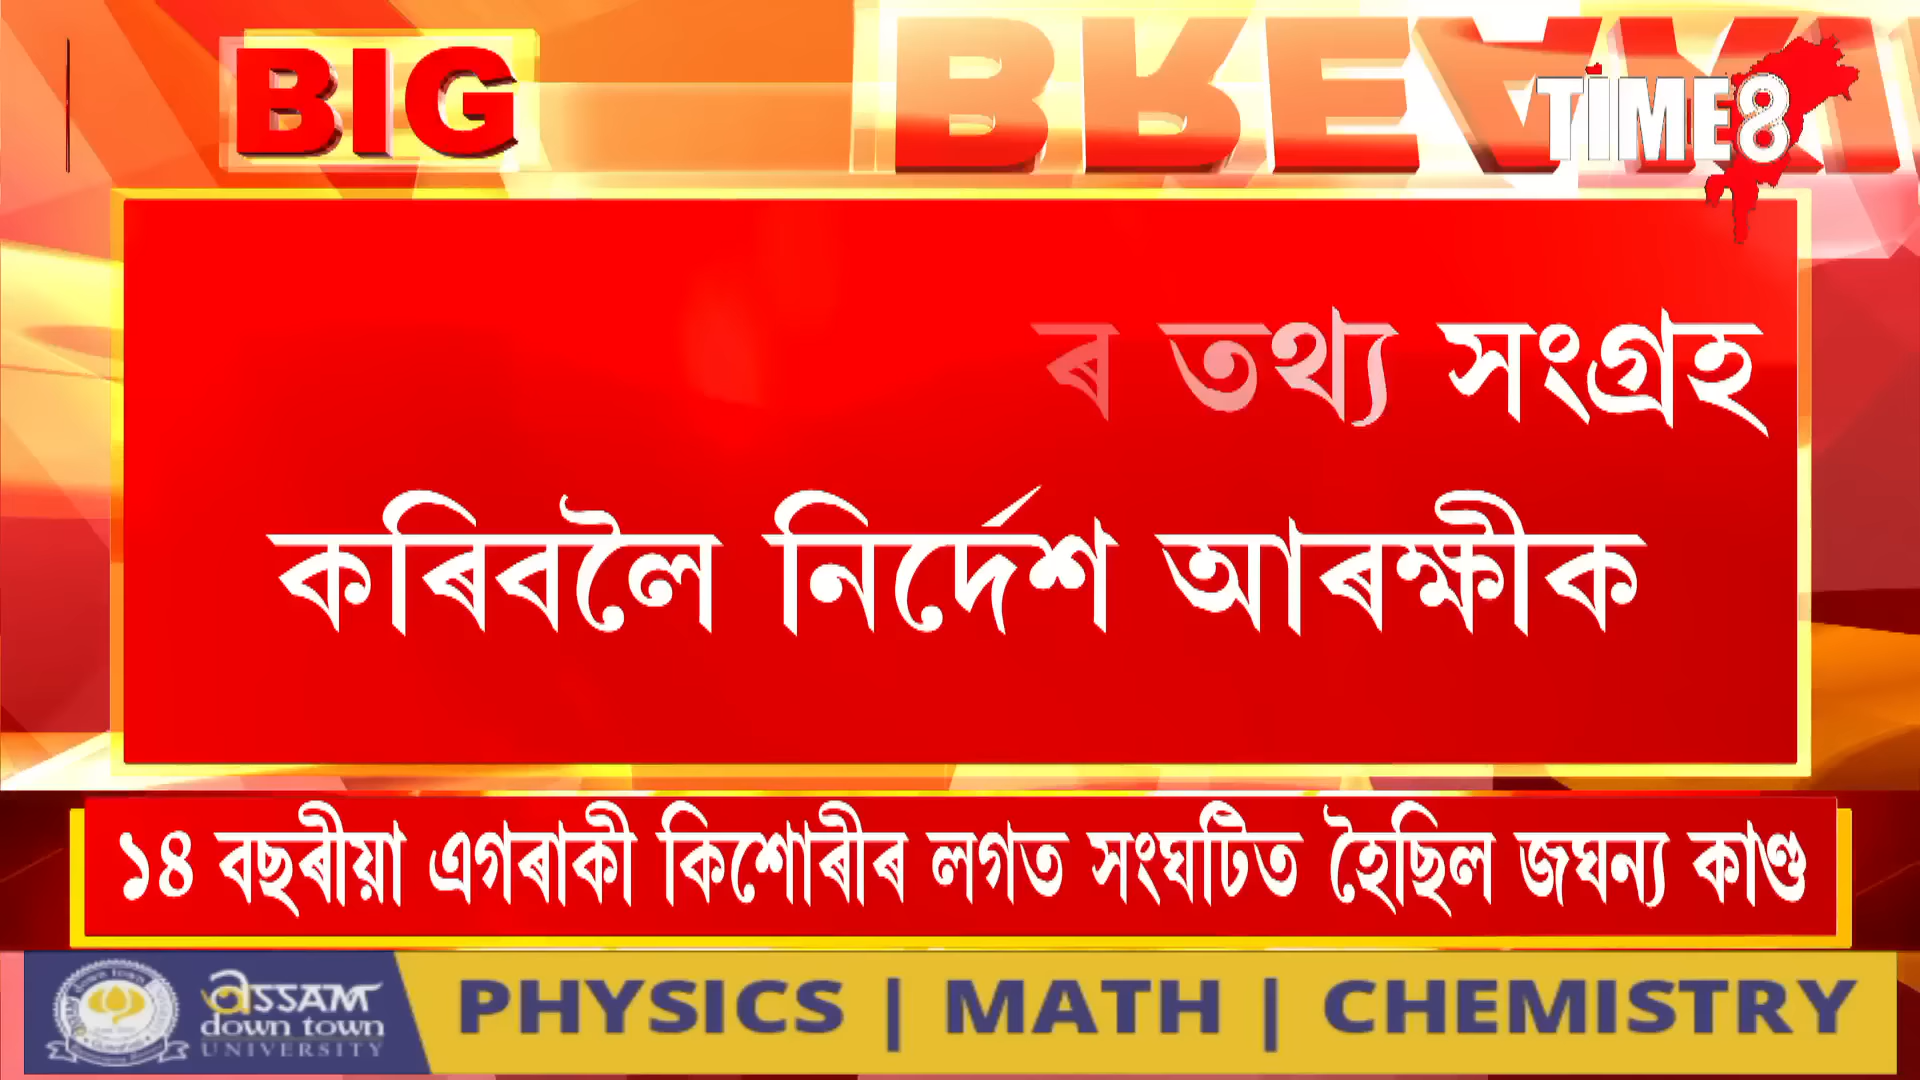 BIG
TIME8
ৰ তথ্য সংগ্ৰহ
কৰিবলৈ নিৰ্দেশ আৰক্ষীক
১৪ বছৰীয়া এগৰাকী কিশোৰীৰ লগত সংঘটিত হৈছিল জঘন্য কাণ্ড
assam down town UNIVERSITY
PHYSICS | MATH | CHEMISTRY